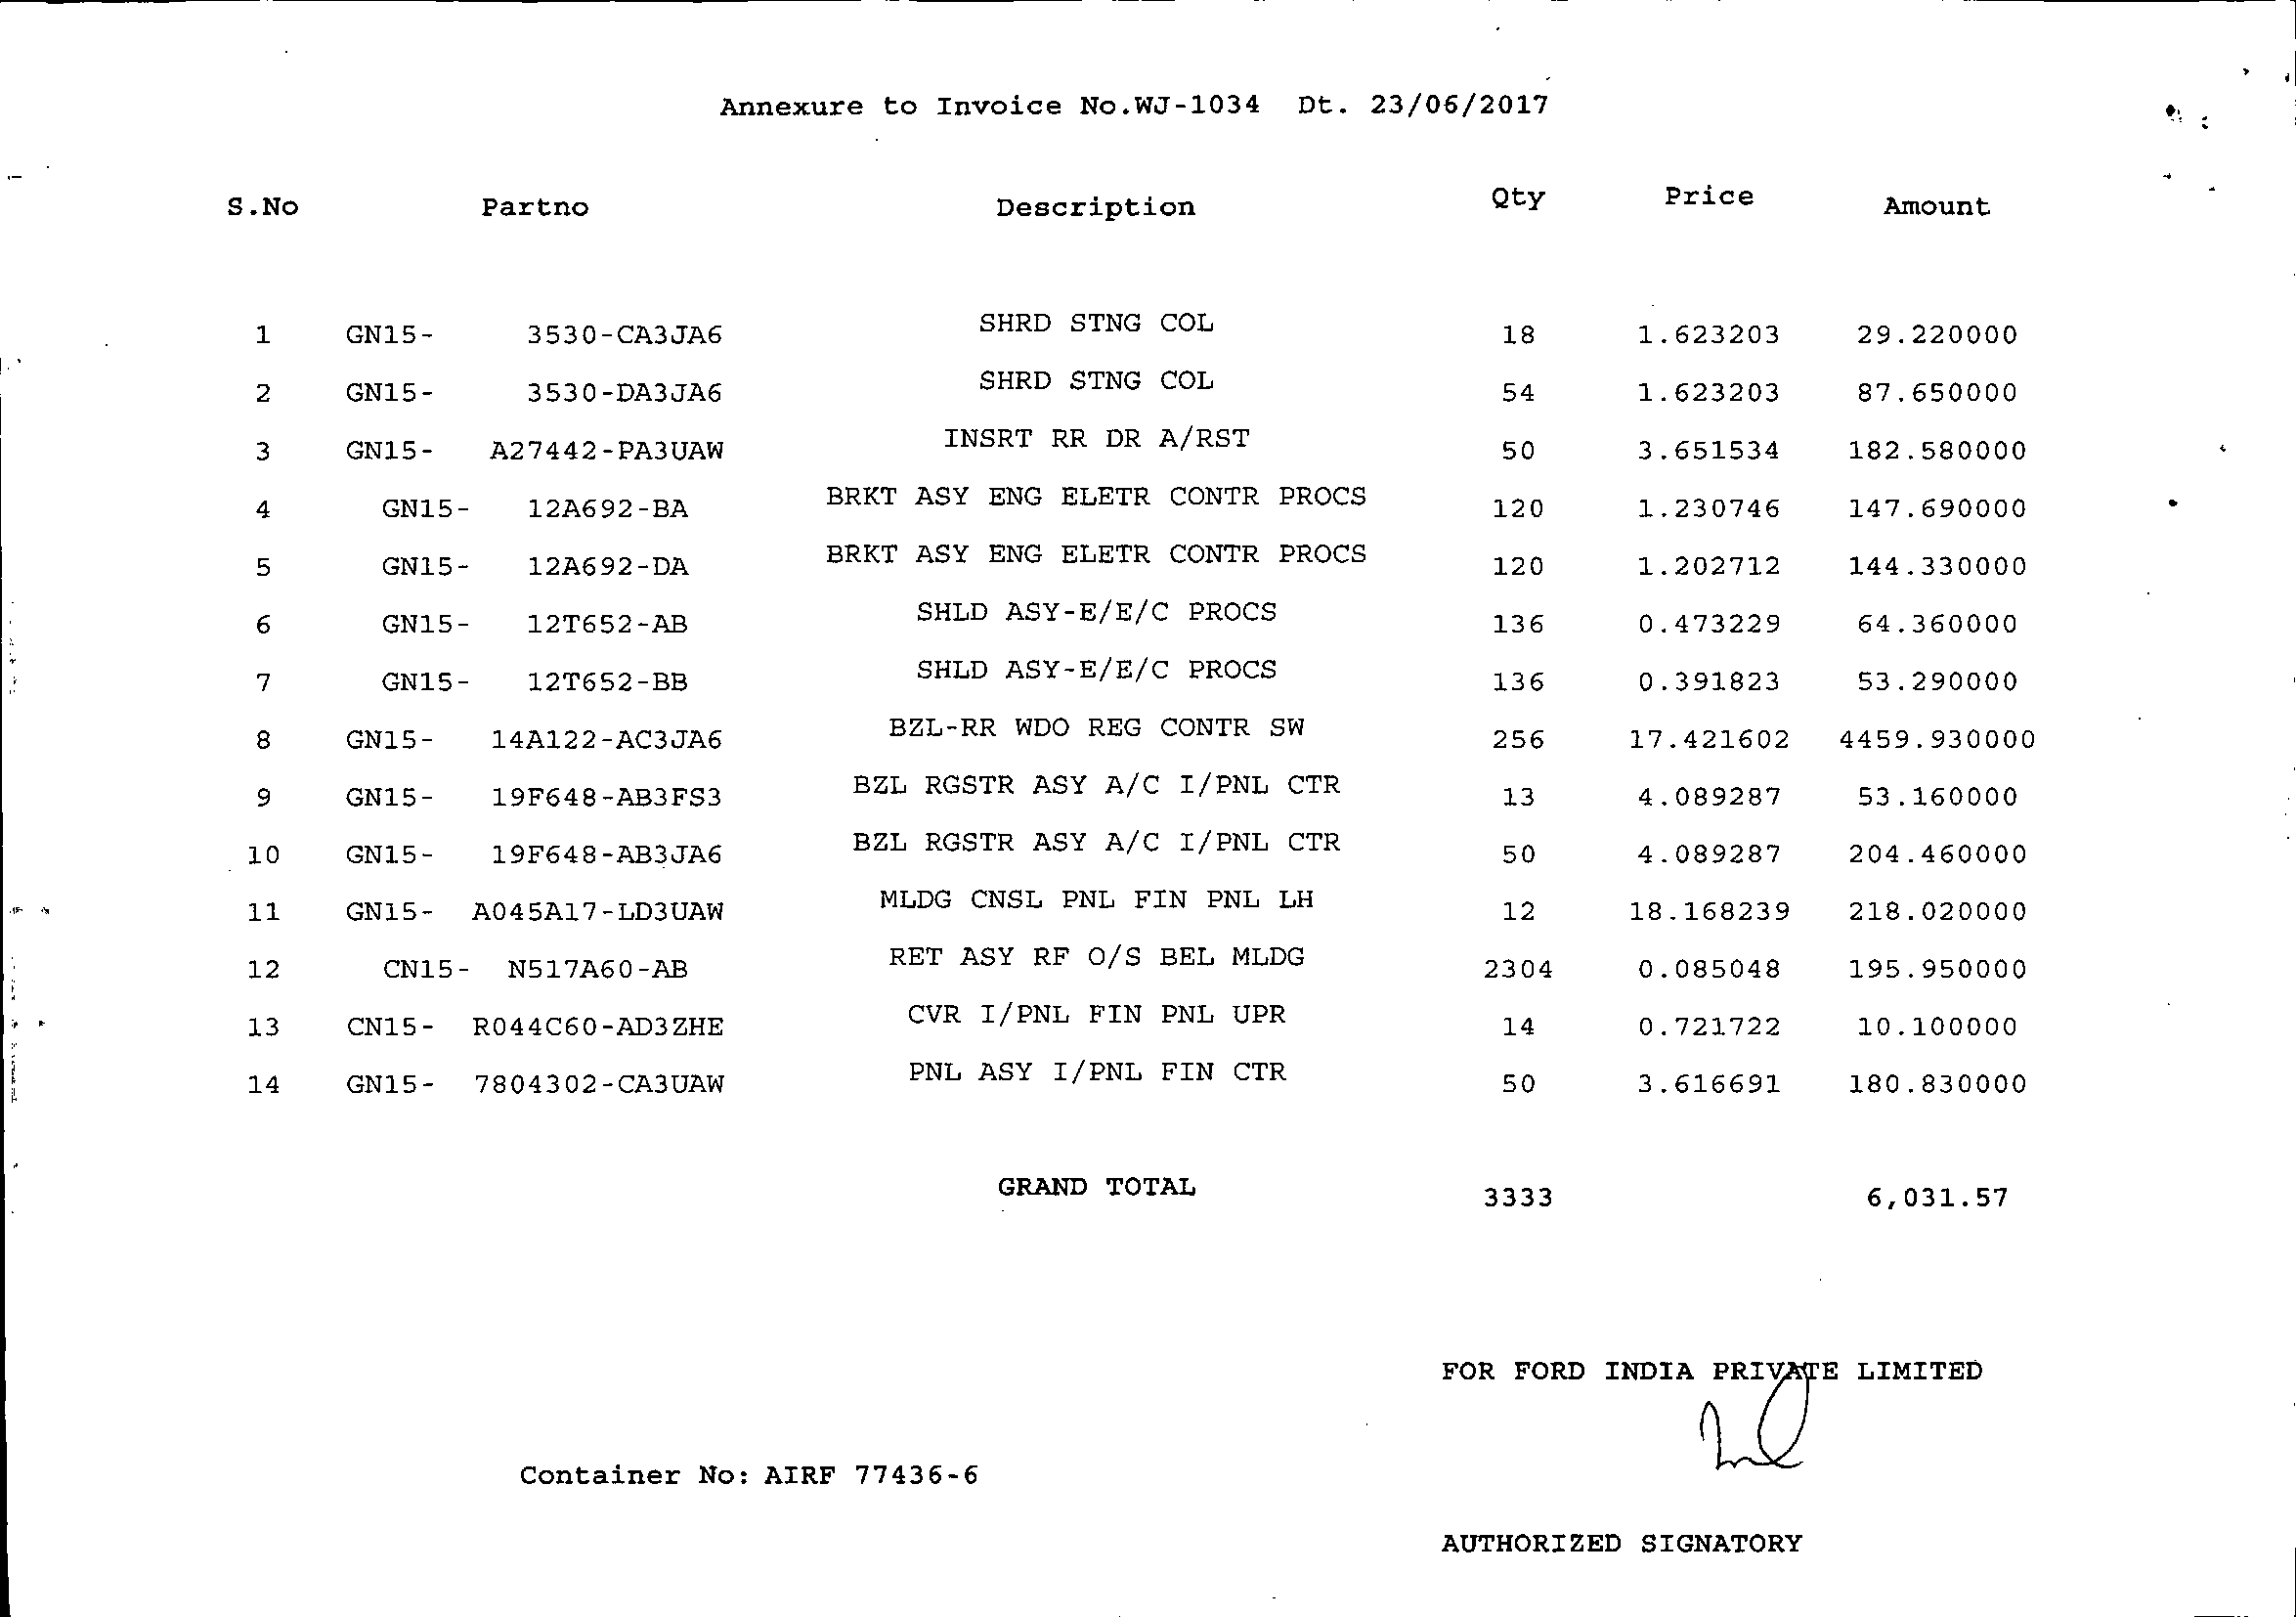 Annexure to Invoice No.WJ-1034 Dt. 23/06/2017
S.No Partno Description Qty Price Amount
1 GN15- 3530-CA3JA6 SHRD STNG COL 18 1.623203 29.220000
2 GN15- 3530-DA3JA6 SHRD STNG COL 54 1.623203 87.650000
3 GN15- A27442-PA3UAW INSRT RR DR A/RST 50 3.651534 182.580000
4 GN15- 12A692-BA BRKT ASY ENG ELETR CONTR PROCS 120 1.230746 147.690000
5 GN15- 12A692-DA BRKT ASY ENG ELETR CONTR PROCS 120 1.202712 144.330000
6 GN15- 12T652-AB SHLD ASY-E/E/C PROCS 136 0.473229 64.360000
7 GN15- 12T652-BB SHLD ASY-E/E/C PROCS 136 0.391823 53.290000
8 GN15- 14A122-AC3JA6 BZL-RR WDO REG CONTR SW 256 17.421602 4459.930000
9 GN15- 19F648-AB3FS3 BZL RGSTR ASY A/C I/PNL CTR 13 4.089287 53.160000
10 GN15- 19F648-AB3JA6 BZL RGSTR ASY A/C I/PNL CTR 50 4.089287 204.460000
11 GN15- A045A17-LD3UAW MLDG CNSL PNL FIN PNL LH 12 18.168239 218.020000
12 CN15- N517A60-AB RET ASY RF O/S BEL MLDG 2304 0.085048 195.950000
13 CN15- R044C60-AD3ZHE CVR I/PNL FIN PNL UPR 14 0.721722 10.100000
14 GN15- 7804302-CA3UAW PNL ASY I/PNL FIN CTR 50 3.616691 180.830000
GRAND TOTAL 3333 6,031.57
FOR FORD INDIA PRIVATE LIMITED
Container No: AIRF 77436-6
AUTHORIZED SIGNATORY